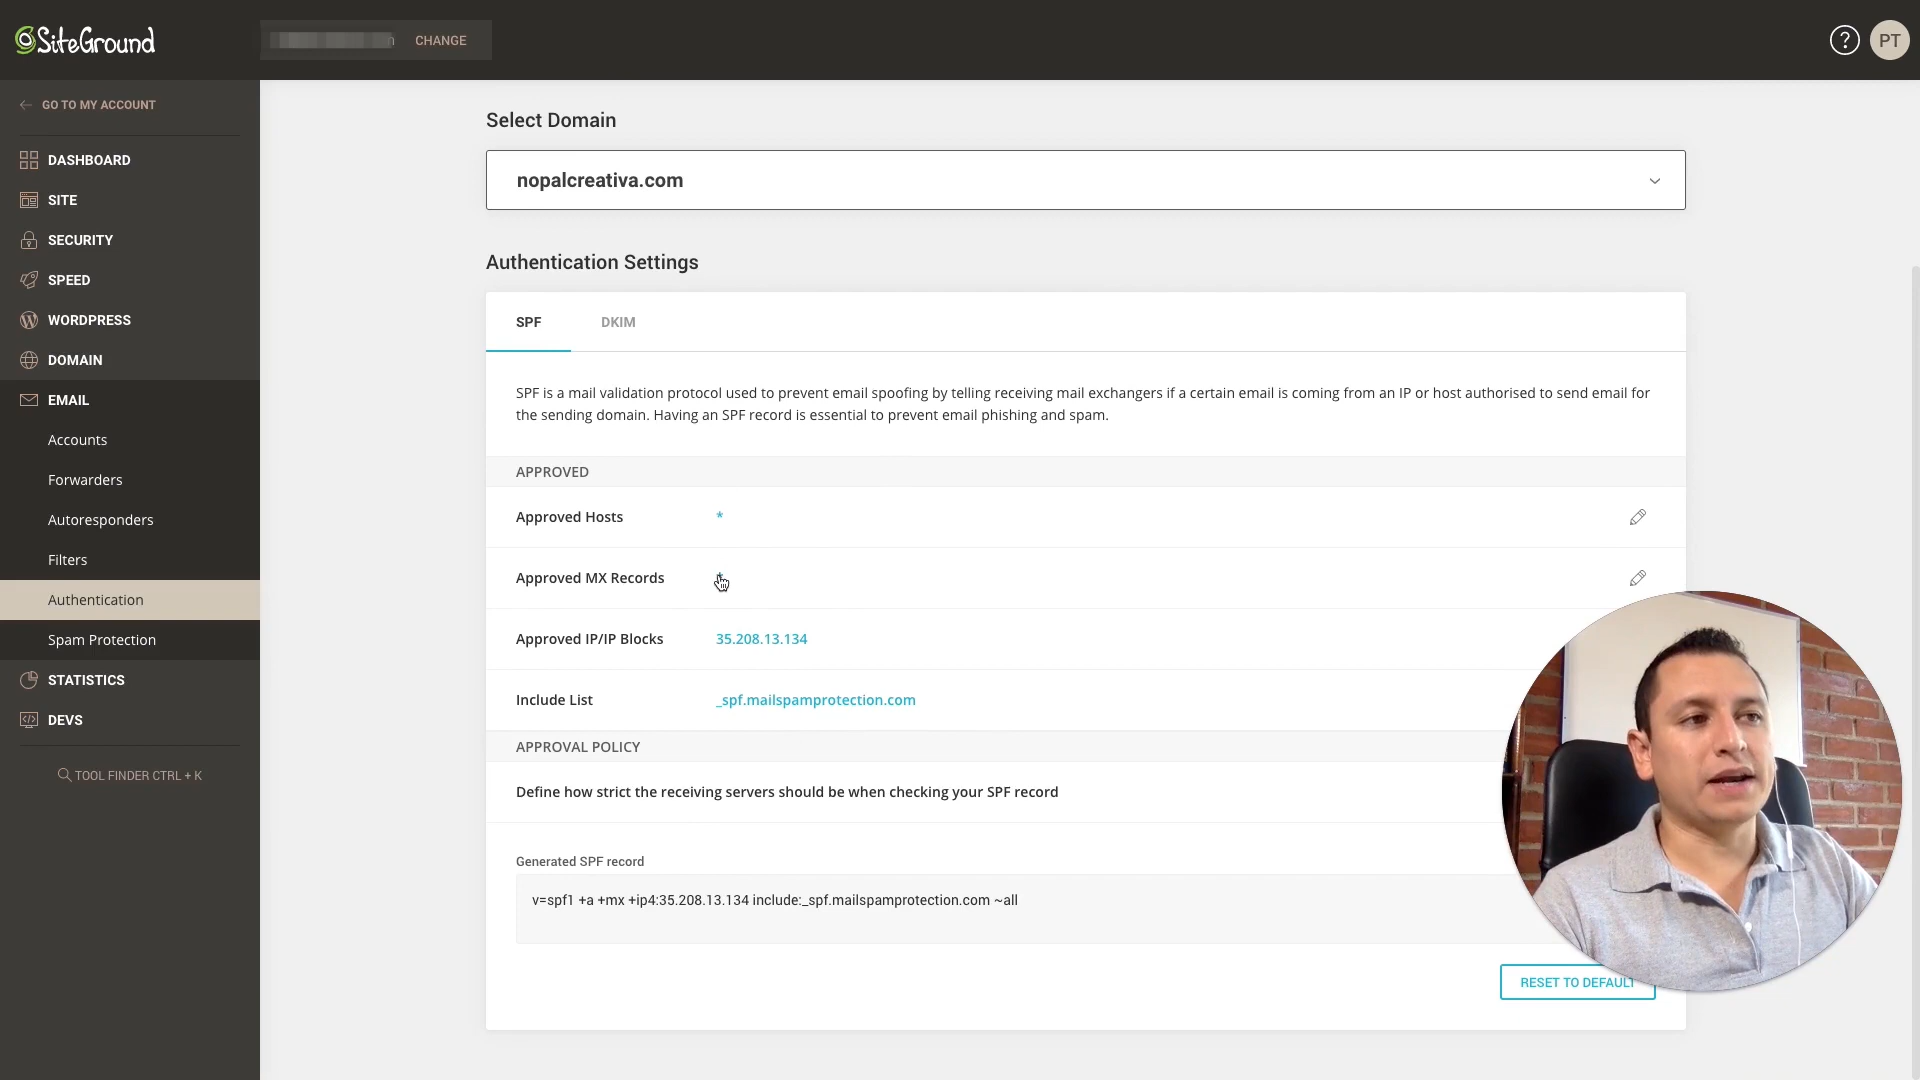 SiteGround
CHANGE
?
PT
GO TO MY ACCOUNT
DASHBOARD
SITE
SECURITY
SPEED
WORDPRESS
DOMAIN
EMAIL
Accounts
Forwarders
Autoresponders
Filters
Authentication
Spam Protection
STATISTICS
DEVS
TOOL FINDER CTRL + K
Select Domain
nopalcreativa.com
Authentication Settings
SPF DKIM
SPF is a mail validation protocol used to prevent email spoofing by telling receiving mail exchangers if a certain email is coming from an IP or host authorised to send email for
the sending domain. Having an SPF record is essential to prevent email phishing and spam.
APPROVED
Approved Hosts *
Approved MX Records
Approved IP/IP Blocks 35.208.13.134
Include List _spf.mailspamprotection.com
APPROVAL POLICY
Define how strict the receiving servers should be when checking your SPF record
Generated SPF record
v=spf1 +a +mx +ip4:35.208.13.134 include:_spf.mailspamprotection.com ~all
RESET TO DEFAULT